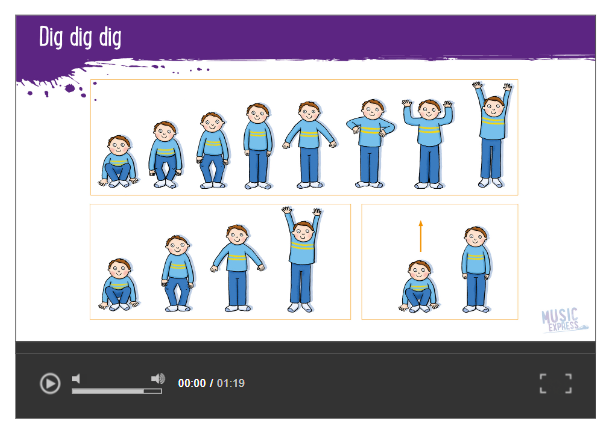 Dig dig dig
MUSIC
EXPRESS
00:00 / 01:19